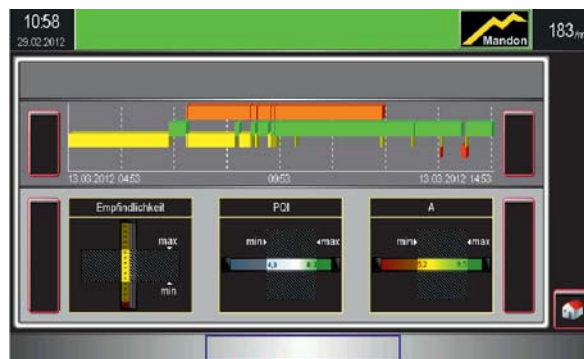 10:58
29.02.2012
Mandon
183
13.03.2012 04:53
09:53
13.03.2012 14:53
Empfindlichkeit
PQI
A
max
min
min
max
min
max